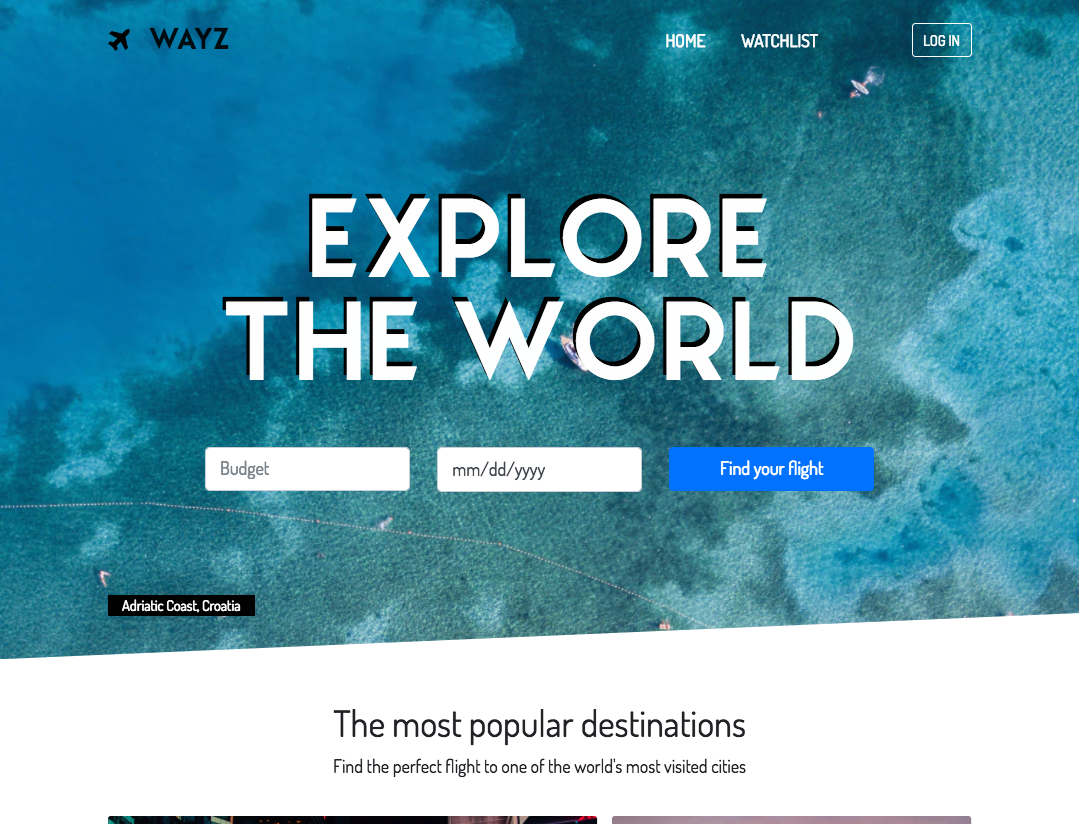 WAYZ
HOME
WATCHLIST
LOG IN
EXPLORE
THE WORLD
Budget
mm/dd/yyyy
Find your flight
Adriatic Coast, Croatia
The most popular destinations
Find the perfect flight to one of the world's most visited cities